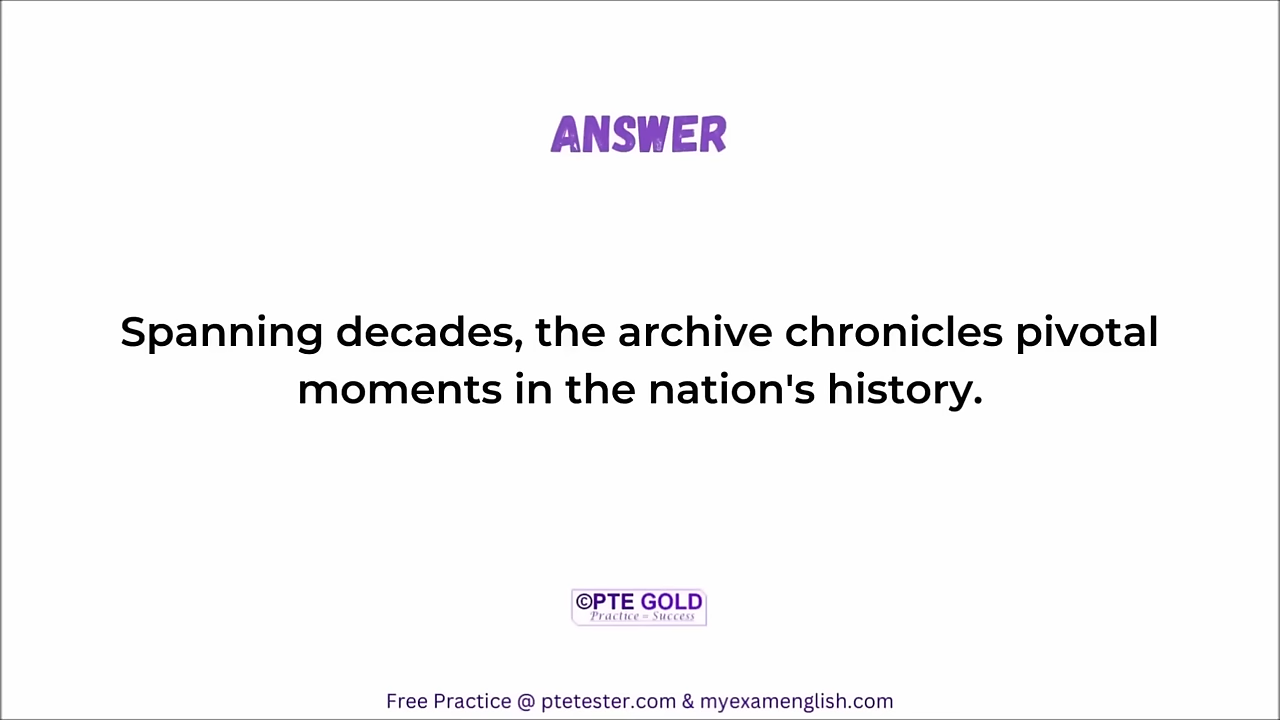 ANSWER
Spanning decades, the archive chronicles pivotal
moments in the nation's history.
©PTE GOLD
Practice = Success
Free Practice @ ptetester.com & myexamenglish.com